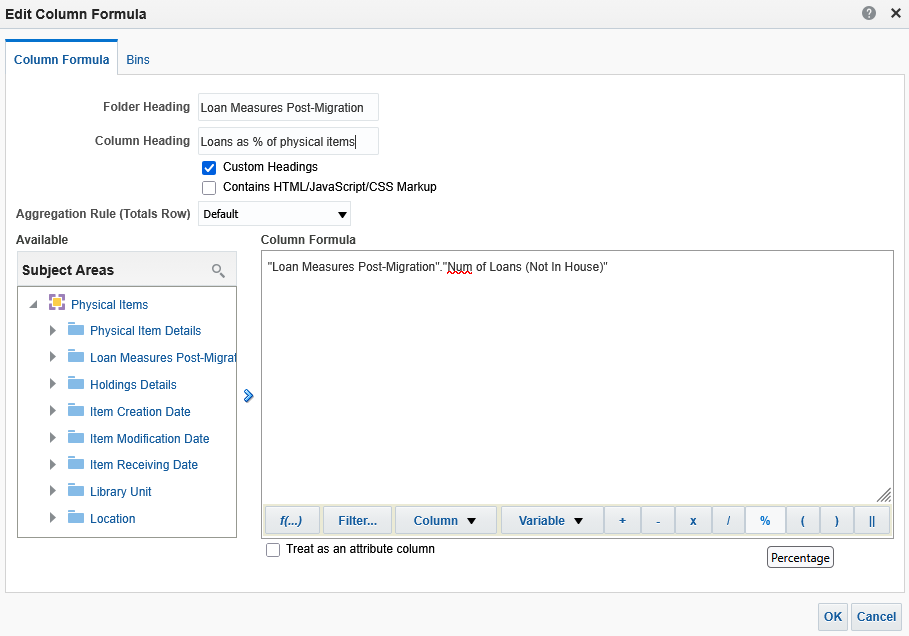 Edit Column Formula
Column Formula
Bins
Folder Heading
Loan Measures Post-Migration
Column Heading
Loans as % of physical items
Custom Headings
Contains HTML/JavaScript/CSS Markup
Aggregation Rule (Totals Row)
Default
Available
Subject Areas
Physical Items
Physical Item Details
Loan Measures Post-Migrat
Holdings Details
Item Creation Date
Item Modification Date
Item Receiving Date
Library Unit
Location
Column Formula
"Loan Measures Post-Migration"."Num of Loans (Not In House)"
f(...) Filter... Column Variable + - x / % ( ) ||
Treat as an attribute column
Percentage
OK Cancel